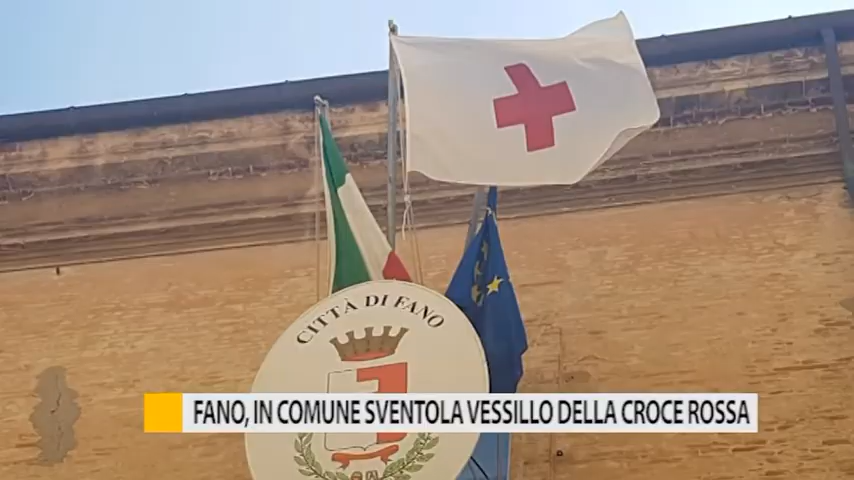 CITTÀ DI FANO
FANO, IN COMUNE SVENTOLA VESSILLO DELLA CROCE ROSSA